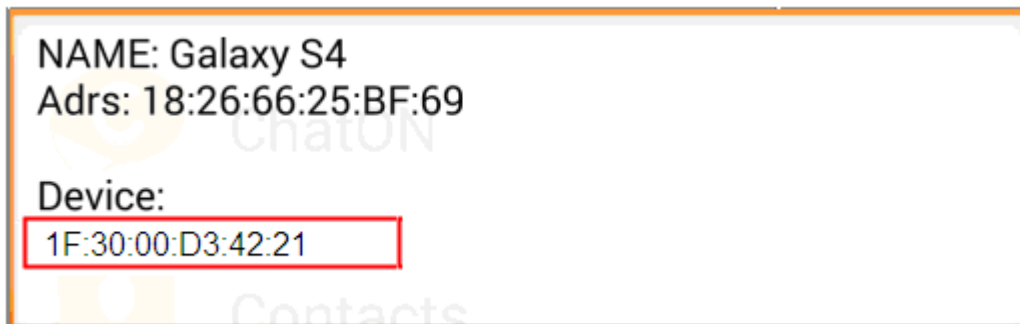 NAME: Galaxy S4
Adrs: 18:26:66:25:BF:69
ChatON
Device:
1F:30:00:D3:42:21
Contacts